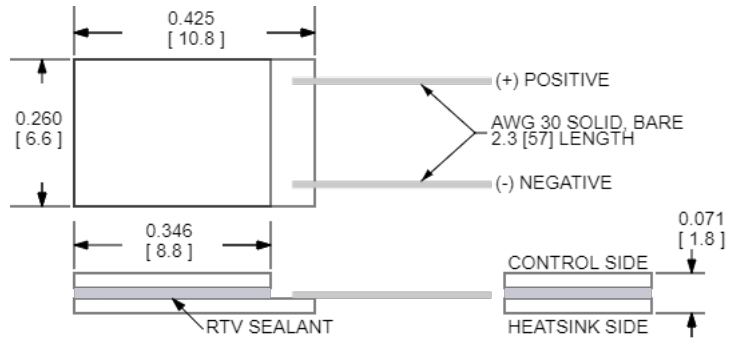 0.425
[ 10.8 ]
(+) POSITIVE
0.260
[ 6.6 ]
AWG 30 SOLID, BARE
2.3 [57] LENGTH
(-) NEGATIVE
0.346
[ 8.8 ]
0.071
[ 1.8 ]
CONTROL SIDE
RTV SEALANT
HEATSINK SIDE